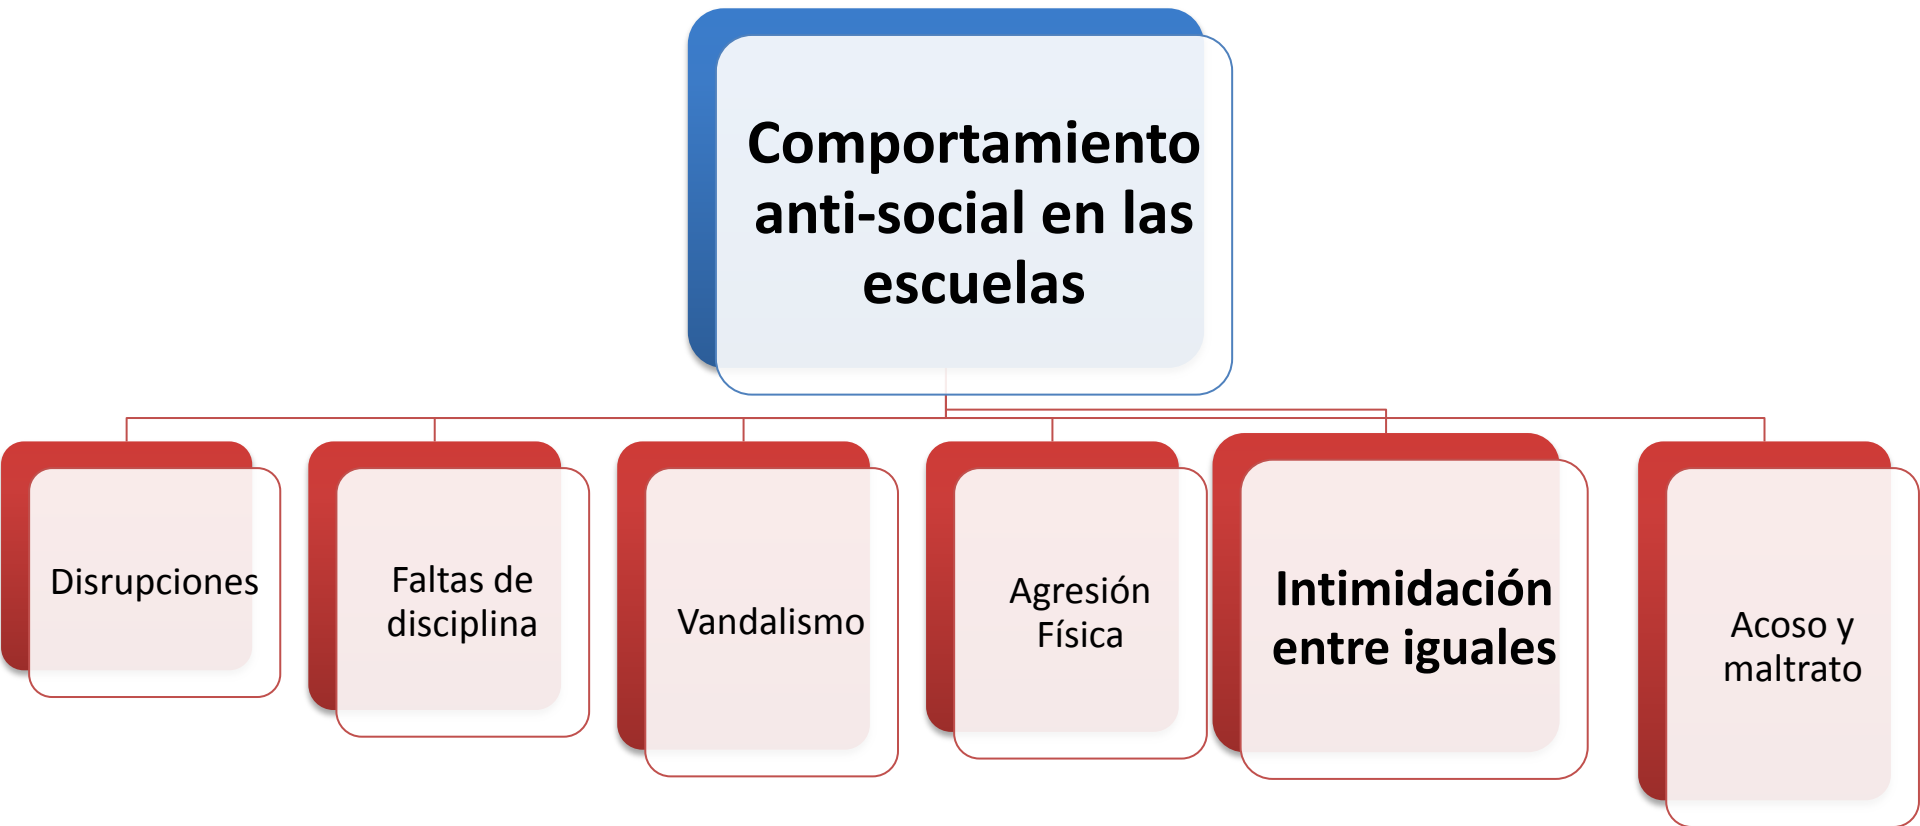 Comportamiento
anti-social en las
escuelas
Disrupciones
Faltas de
disciplina
Vandalismo
Agresión
Física
Intimidación
entre iguales
Acoso y
maltrato